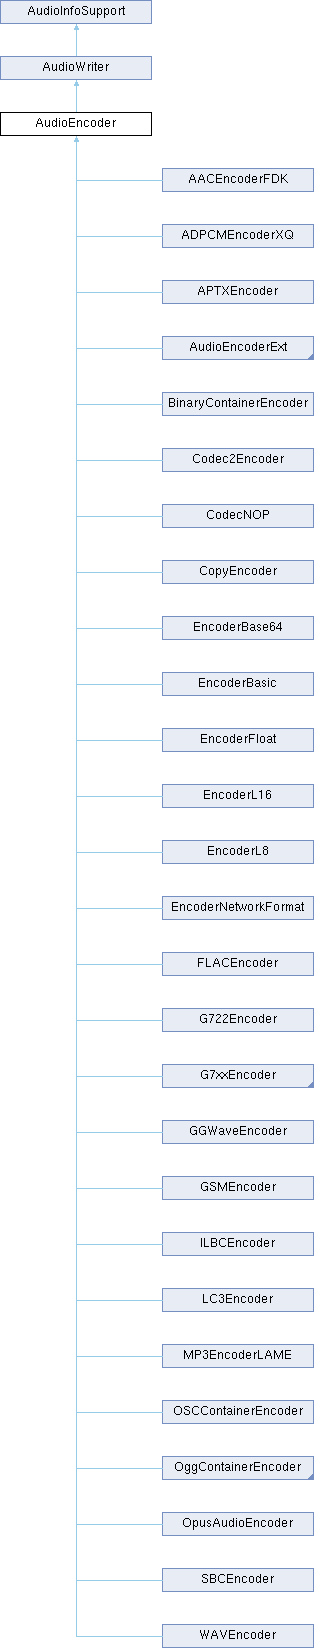 AudioInfoSupport
AudioWriter
AudioEncoder
AACEncoderFDK
ADPCMEncoderXQ
APTXEncoder
AudioEncoderExt
BinaryContainerEncoder
Codec2Encoder
CodecNOP
CopyEncoder
EncoderBase64
EncoderBasic
EncoderFloat
EncoderL16
EncoderL8
EncoderNetworkFormat
FLACEncoder
G722Encoder
G7xxEncoder
GGWaveEncoder
GSMEncoder
ILBCEncoder
LC3Encoder
MP3EncoderLAME
OSCContainerEncoder
OggContainerEncoder
OpusAudioEncoder
SBCEncoder
WAVEncoder